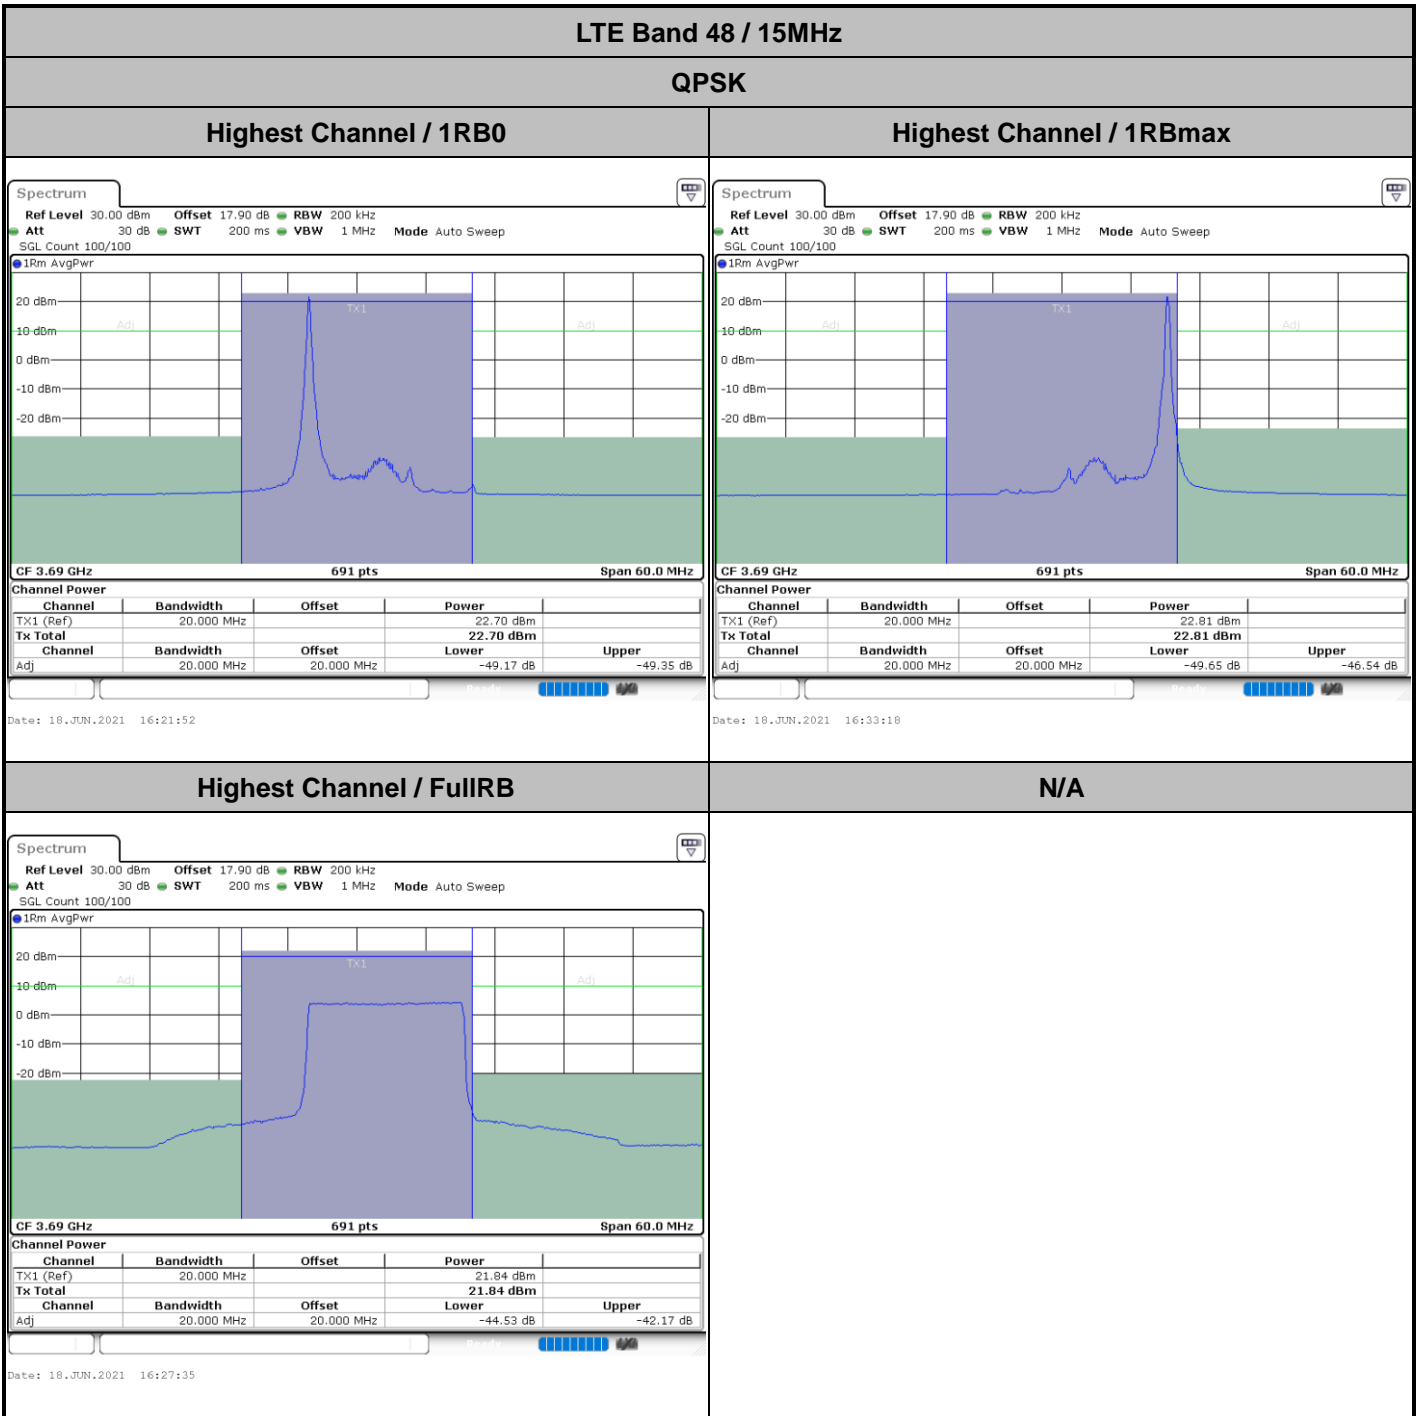 LTE Band 48 / 15MHz
QPSK
Highest Channel / 1RB0
Highest Channel / 1RBmax
Spectrum
Ref Level 30.00 dBm Offset 17.90 dB RBW 200 kHz
Att 30 dB SWT 200 ms VBW 1 MHz Mode Auto Sweep
SGL Count 100/100
1Rm AvgPwr
TX1
Adj
Adj
20 dBm
10 dBm
0 dBm
-10 dBm
-20 dBm
CF 3.69 GHz 691 pts Span 60.0 MHz
Channel Power
Channel Bandwidth Offset Power
TX1 (Ref) 20.000 MHz 22.70 dBm
Tx Total 22.70 dBm
Channel Bandwidth Offset Lower Upper
Adj 20.000 MHz 20.000 MHz -49.17 dB -49.35 dB
Ready
Date: 18.JUN.2021 16:21:52
Spectrum
Ref Level 30.00 dBm Offset 17.90 dB RBW 200 kHz
Att 30 dB SWT 200 ms VBW 1 MHz Mode Auto Sweep
SGL Count 100/100
1Rm AvgPwr
TX1
Adj
Adj
20 dBm
10 dBm
0 dBm
-10 dBm
-20 dBm
CF 3.69 GHz 691 pts Span 60.0 MHz
Channel Power
Channel Bandwidth Offset Power
TX1 (Ref) 20.000 MHz 22.81 dBm
Tx Total 22.81 dBm
Channel Bandwidth Offset Lower Upper
Adj 20.000 MHz 20.000 MHz -49.65 dB -46.54 dB
Ready
Date: 18.JUN.2021 16:33:18
Highest Channel / FullRB
N/A
Spectrum
Ref Level 30.00 dBm Offset 17.90 dB RBW 200 kHz
Att 30 dB SWT 200 ms VBW 1 MHz Mode Auto Sweep
SGL Count 100/100
1Rm AvgPwr
TX1
Adj
Adj
20 dBm
10 dBm
0 dBm
-10 dBm
-20 dBm
CF 3.69 GHz 691 pts Span 60.0 MHz
Channel Power
Channel Bandwidth Offset Power
TX1 (Ref) 20.000 MHz 21.84 dBm
Tx Total 21.84 dBm
Channel Bandwidth Offset Lower Upper
Adj 20.000 MHz 20.000 MHz -44.53 dB -42.17 dB
Ready
Date: 18.JUN.2021 16:27:35